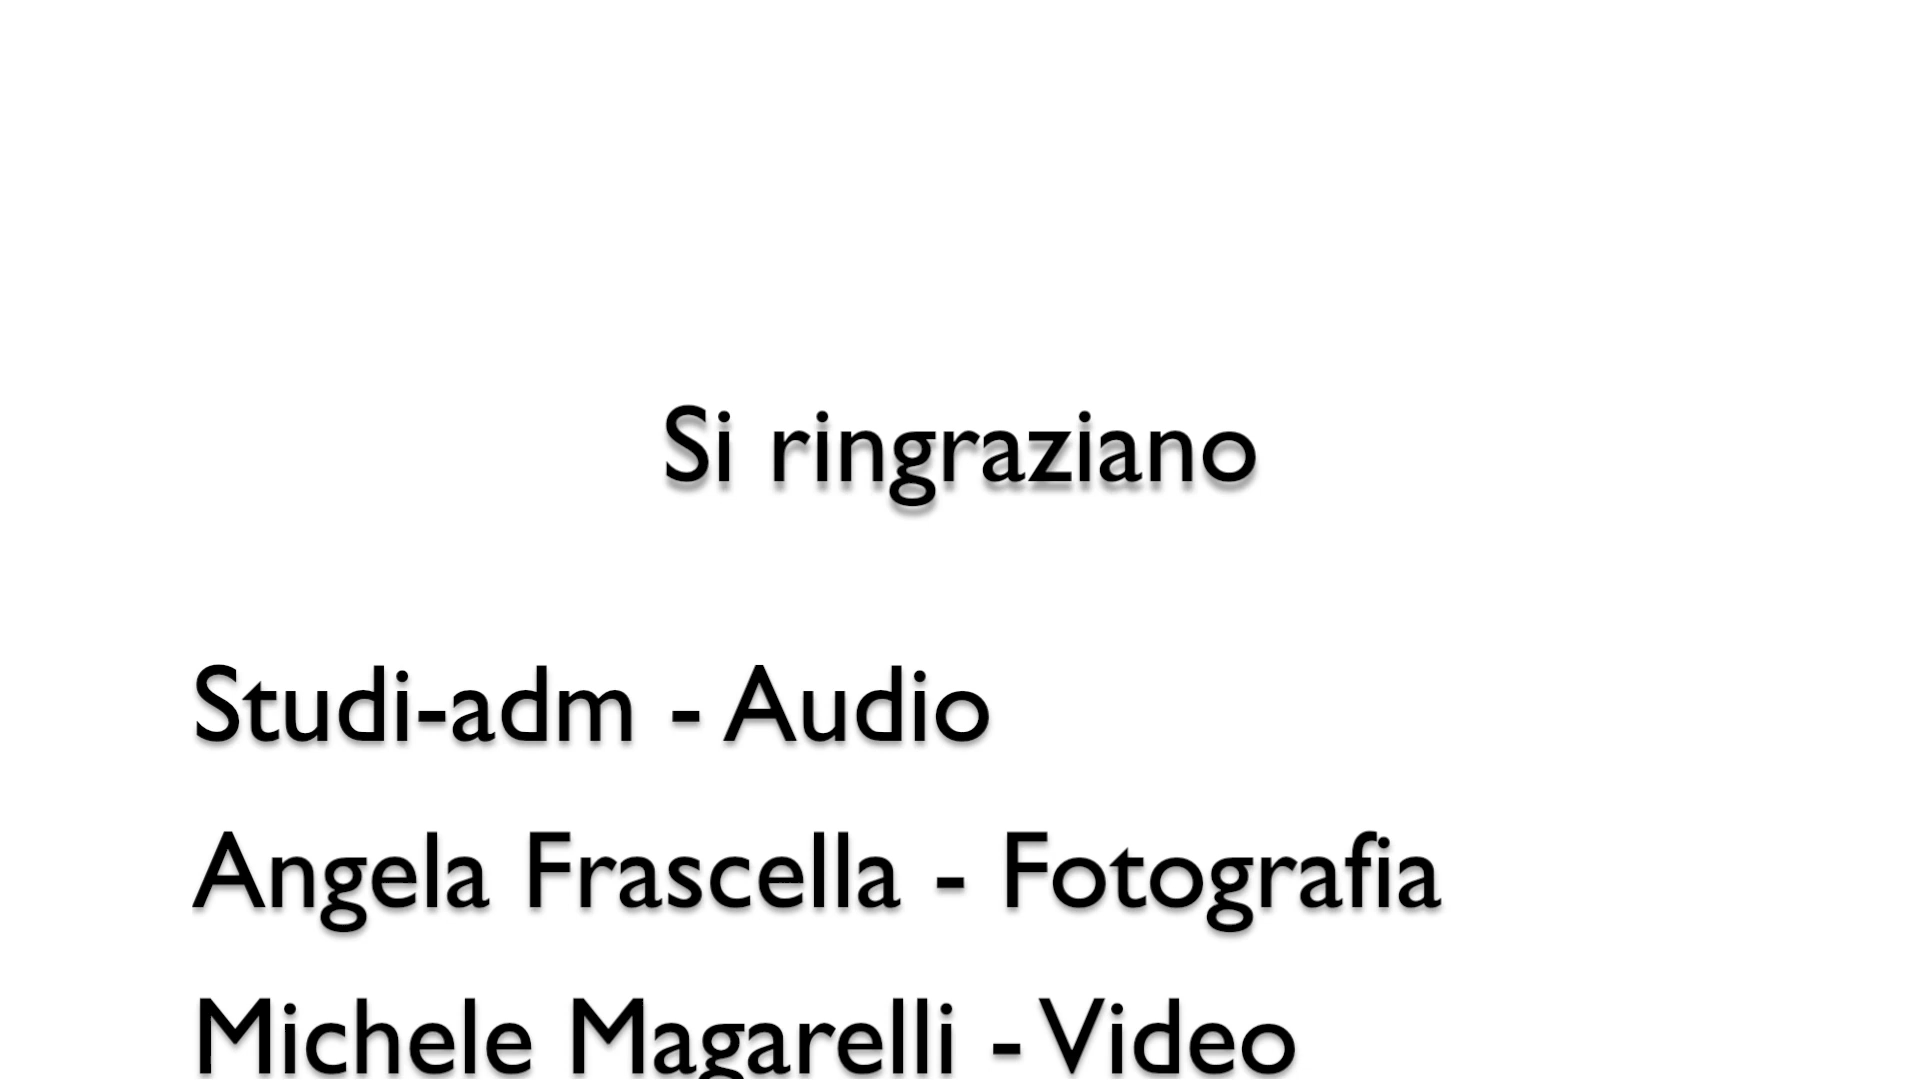 Si ringraziano
Studi-adm - Audio
Angela Frascella - Fotografia
Michele Magarelli - Video